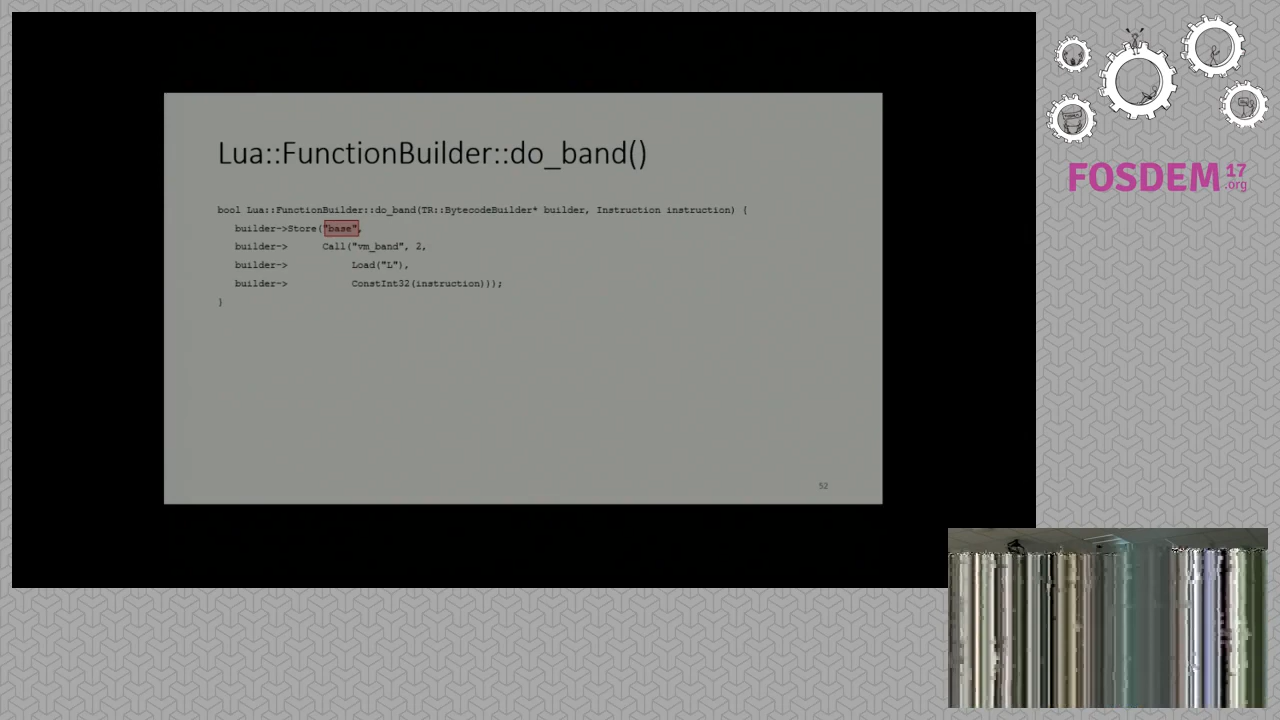 Lua::FunctionBuilder::do_band()
bool Lua::FunctionBuilder::do_band(TR::BytecodeBuilder* builder, Instruction instruction) {
builder->Store("base",
builder-> Call("vm_band", 2,
builder-> Load("L"),
builder-> ConstInt32(instruction)));
}
52
FOSDEM 17
.org